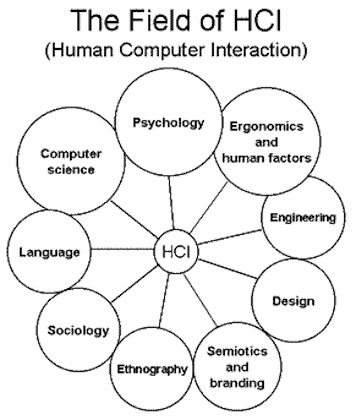 The Field of HCI
(Human Computer Interaction)
Psychology
Ergonomics
and
human factors
Computer
science
Engineering
Language
HCI
Design
Sociology
Ethnography
Semiotics
and
branding